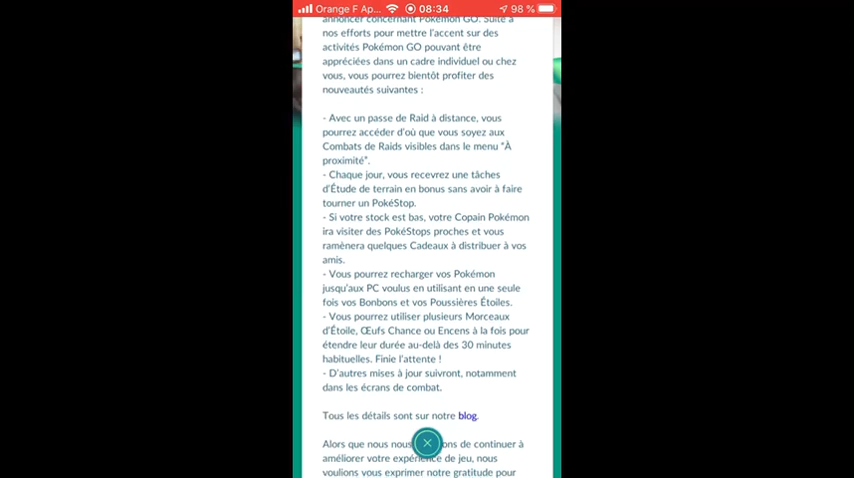 Orange F Ap... 08:34 98 %
annoncer concernant Pokémon GO. Suite à
nos efforts pour mettre l'accent sur des
activités Pokémon GO pouvant être
appréciées dans un cadre individuel ou chez
vous, vous pourrez bientôt profiter des
nouveautés suivantes :
- Avec un passe de Raid à distance, vous
pourrez accéder d'où que vous soyez aux
Combats de Raids visibles dans le menu "À
proximité".
- Chaque jour, vous recevrez une tâches
d'Étude de terrain en bonus sans avoir à faire
tourner un PokéStop.
- Si votre stock est bas, votre Copain Pokémon
ira visiter des PokéStops proches et vous
ramènera quelques Cadeaux à distribuer à vos
amis.
- Vous pourrez recharger vos Pokémon
jusqu'aux PC voulus en utilisant en une seule
fois vos Bonbons et vos Poussières Étoiles.
- Vous pourrez utiliser plusieurs Morceaux
d'Étoile, Œufs Chance ou Encens à la fois pour
étendre leur durée au-delà des 30 minutes
habituelles. Finie l'attente !
- D'autres mises à jour suivront, notamment
dans les écrans de combat.
Tous les détails sont sur notre blog.
Alors que nous nous ons de continuer à
améliorer votre expérience de jeu, nous
voulions vous exprimer notre gratitude pour